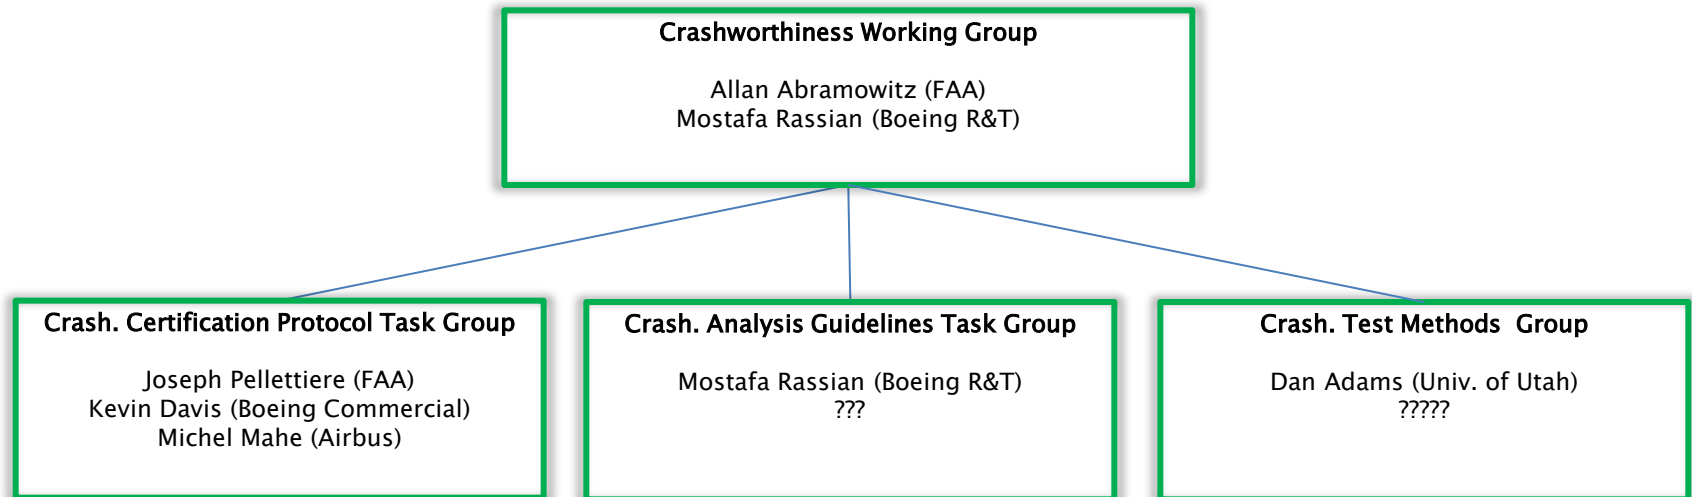 Crashworthiness Working Group
Allan Abramowitz (FAA)
Mostafa Rassian (Boeing R&T)
Crash. Certification Protocol Task Group
Joseph Pellettiere (FAA)
Kevin Davis (Boeing Commercial)
Michel Mahe (Airbus)
Crash. Analysis Guidelines Task Group
Mostafa Rassian (Boeing R&T)
???
Crash. Test Methods  Group
Dan Adams (Univ. of Utah)
?????